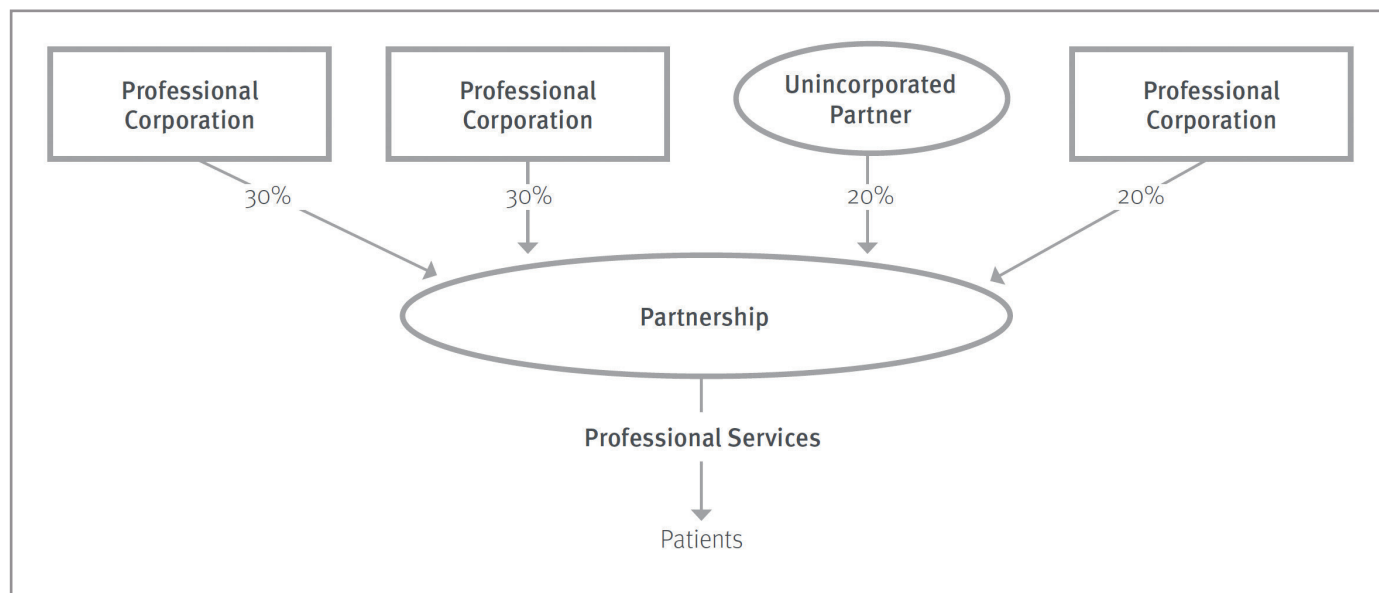 Professional
Corporation
Professional
Corporation
Unincorporated
Partner
Professional
Corporation
30%
30%
20%
20%
Partnership
Professional Services
Patients